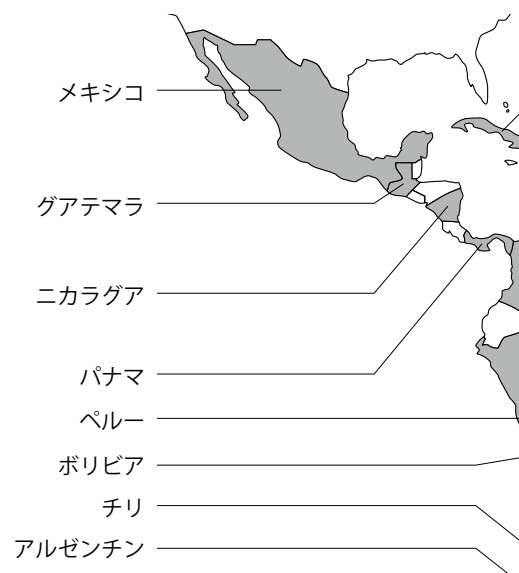 メキシコ
グアテマラ
ニカラグア
パナマ
ペルー
ボリビア
チリ
アルゼンチン